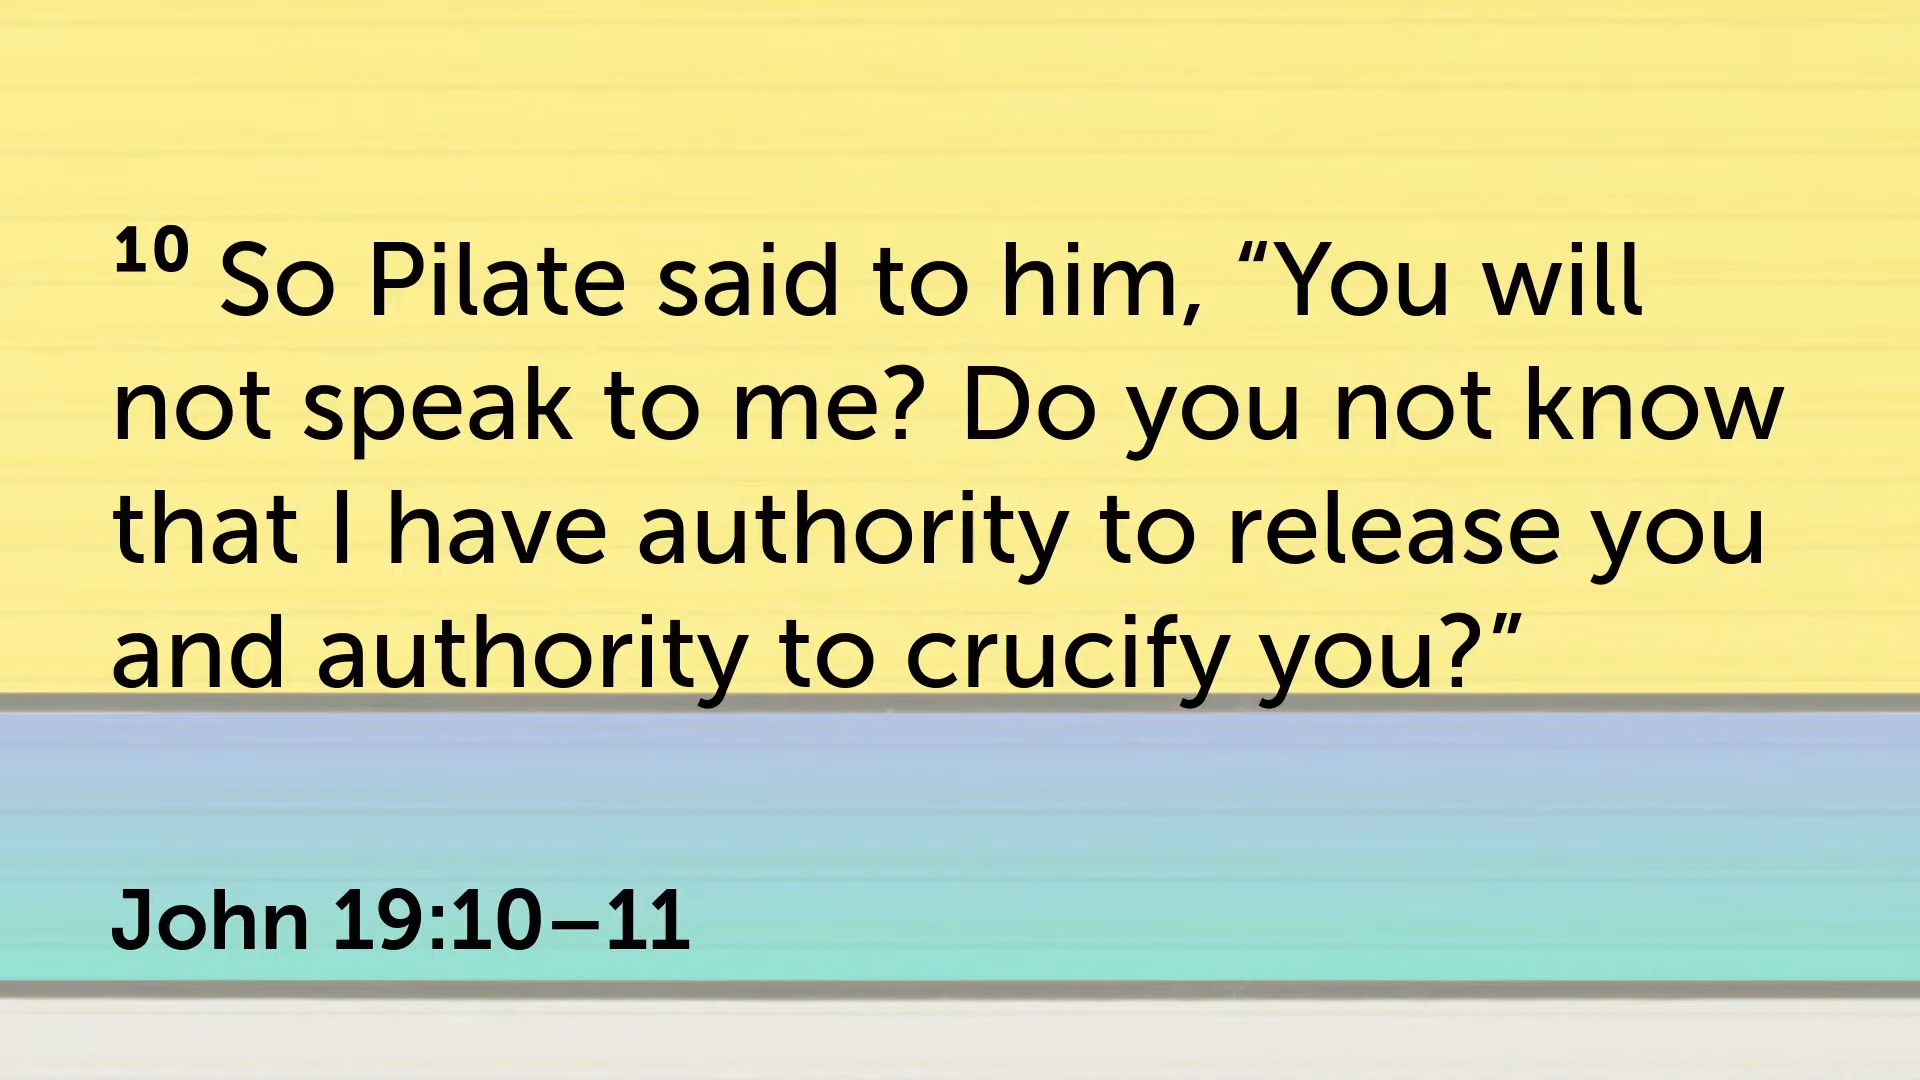 10 So Pilate said to him, “You will
not speak to me? Do you not know
that I have authority to release you
and authority to crucify you?”
John 19:10–11